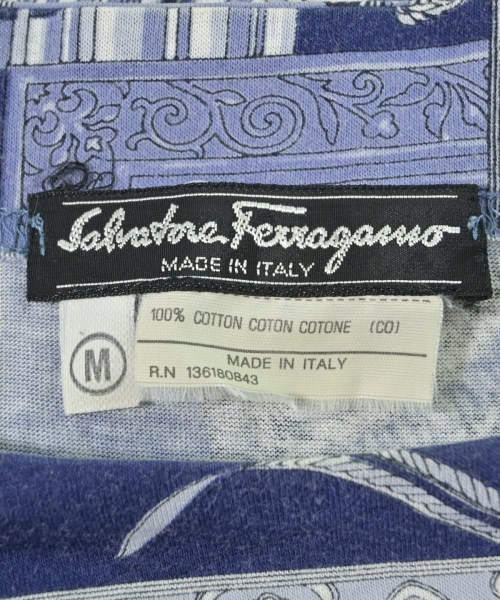 Salvatore Ferragamo
MADE IN ITALY
M
100% COTTON COTON COTONE (CO)
MADE IN ITALY
R.N 136180843